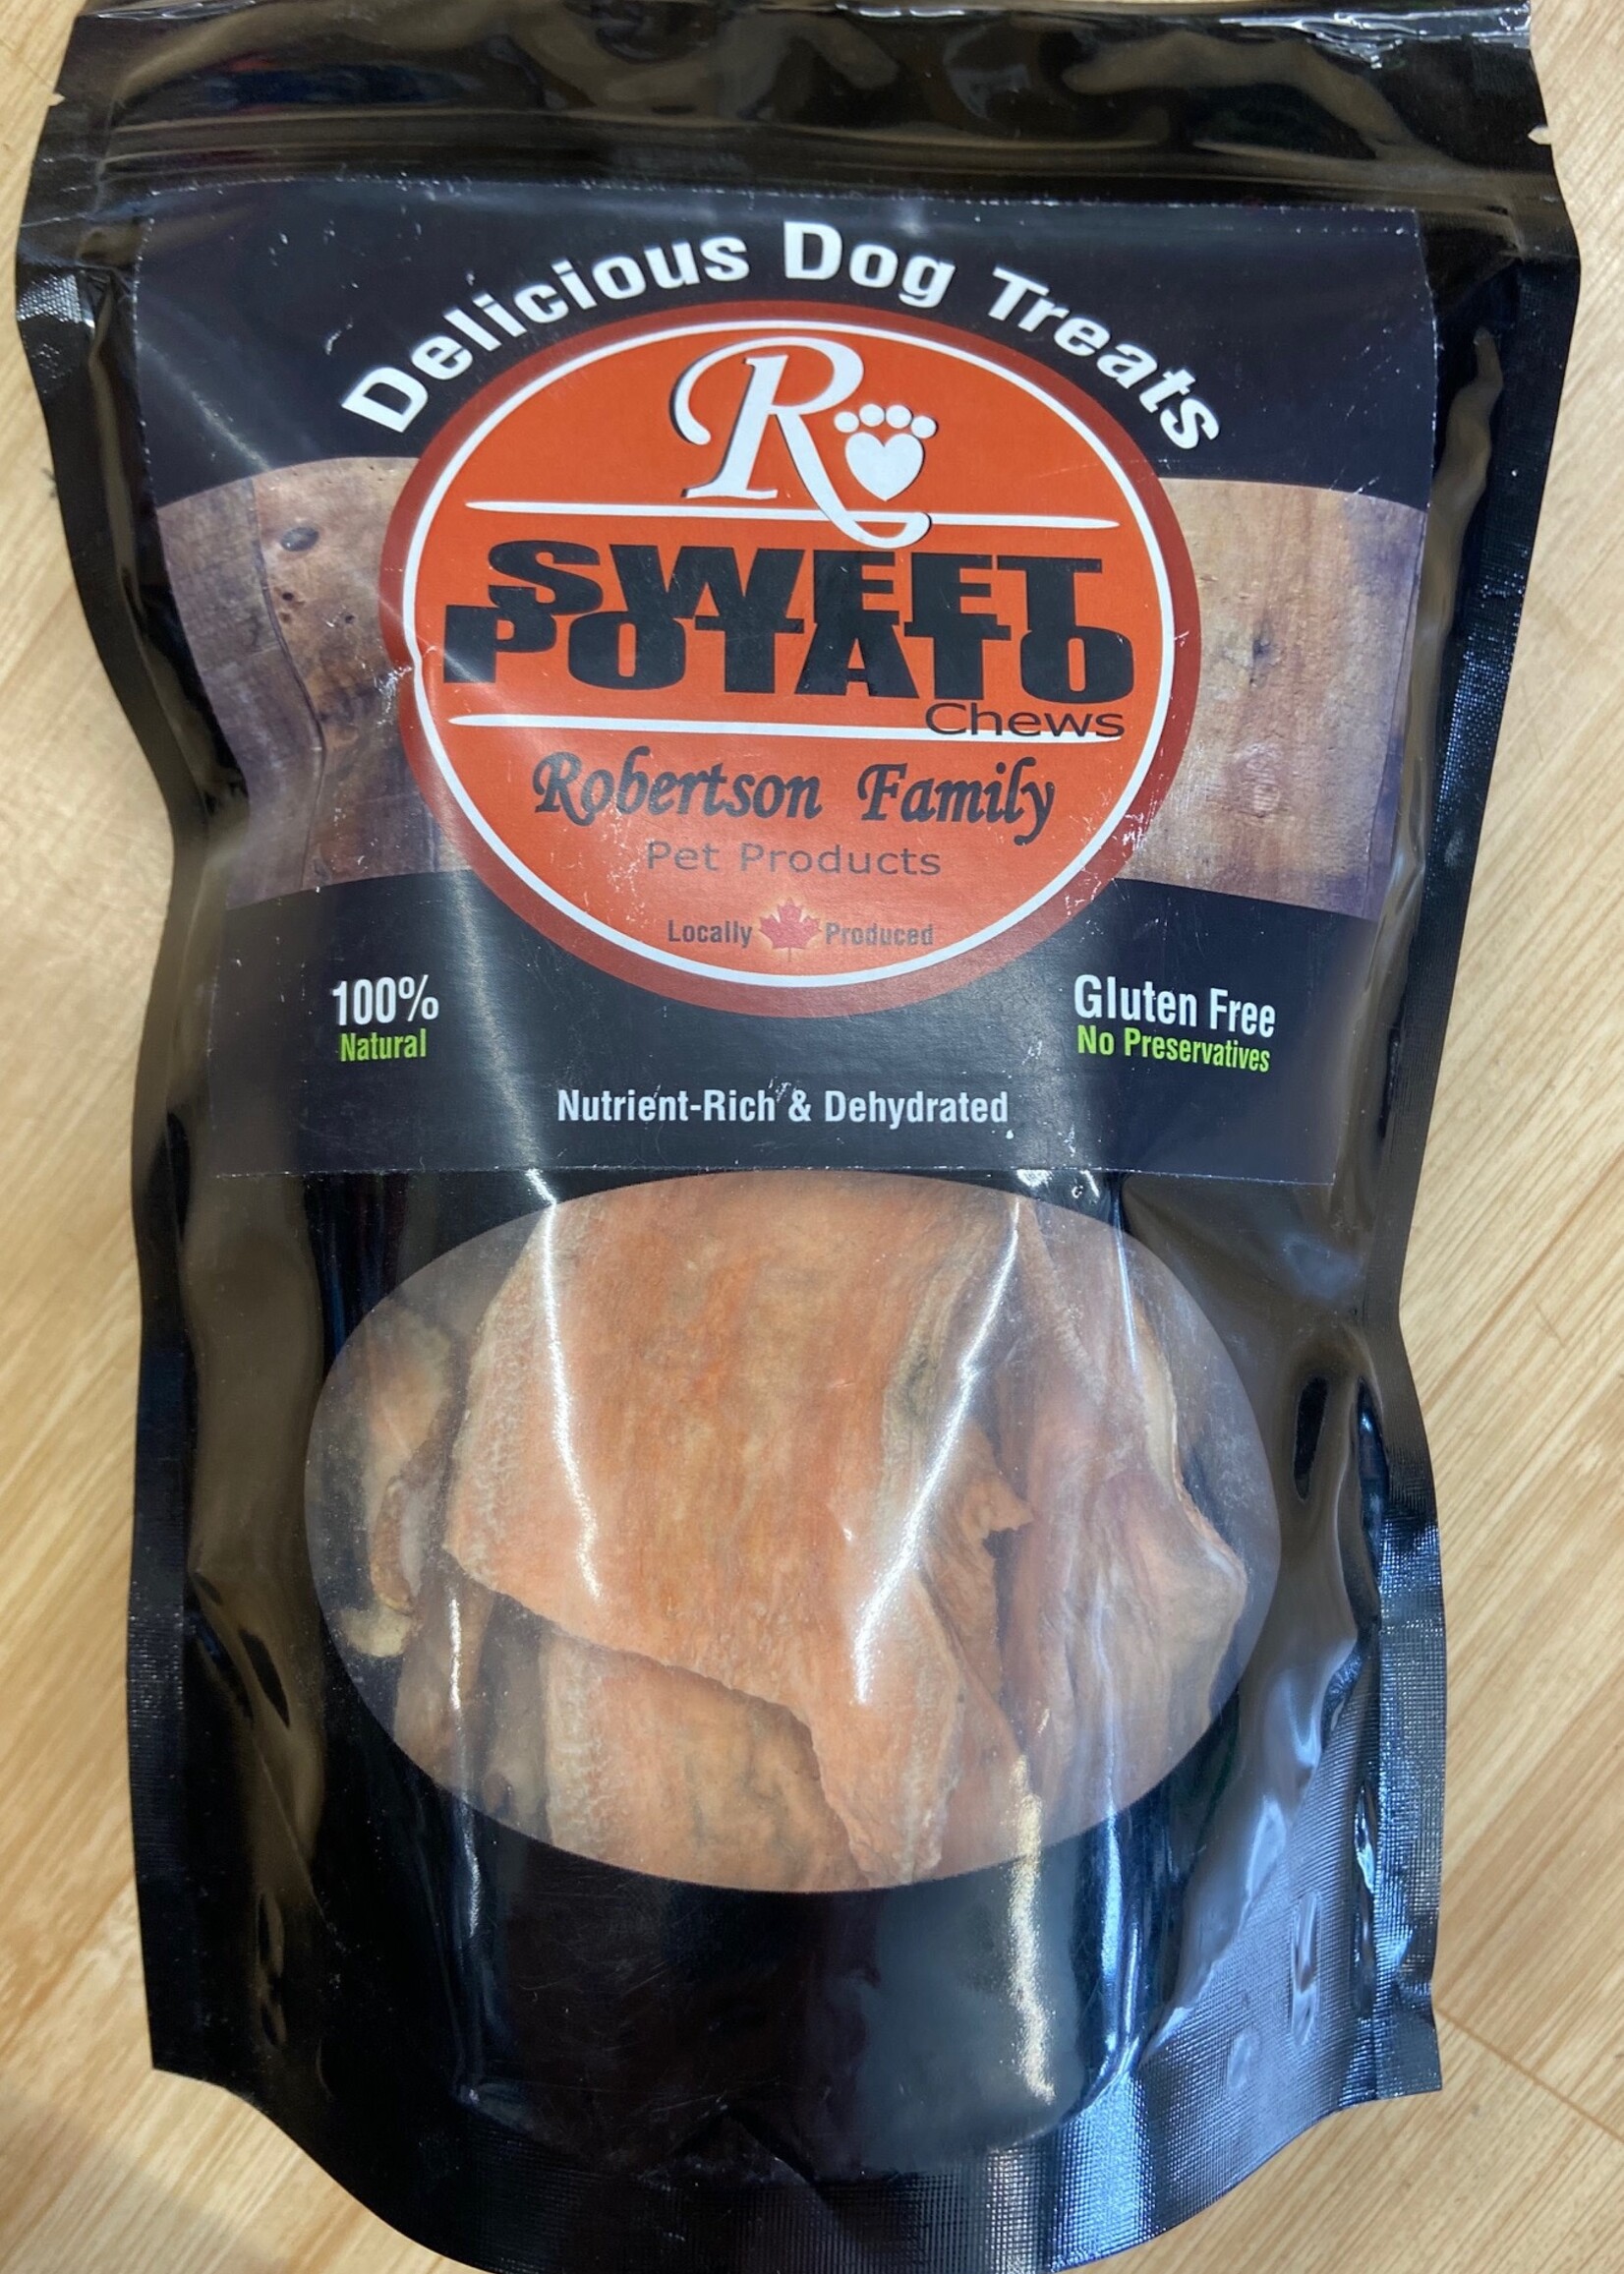 Delicious Dog Treats
R
SWEET
POTATO
Chews
Robertson Family
Pet Products
Locally Produced
100%
Natural
Gluten Free
No Preservatives
Nutrient-Rich & Dehydrated